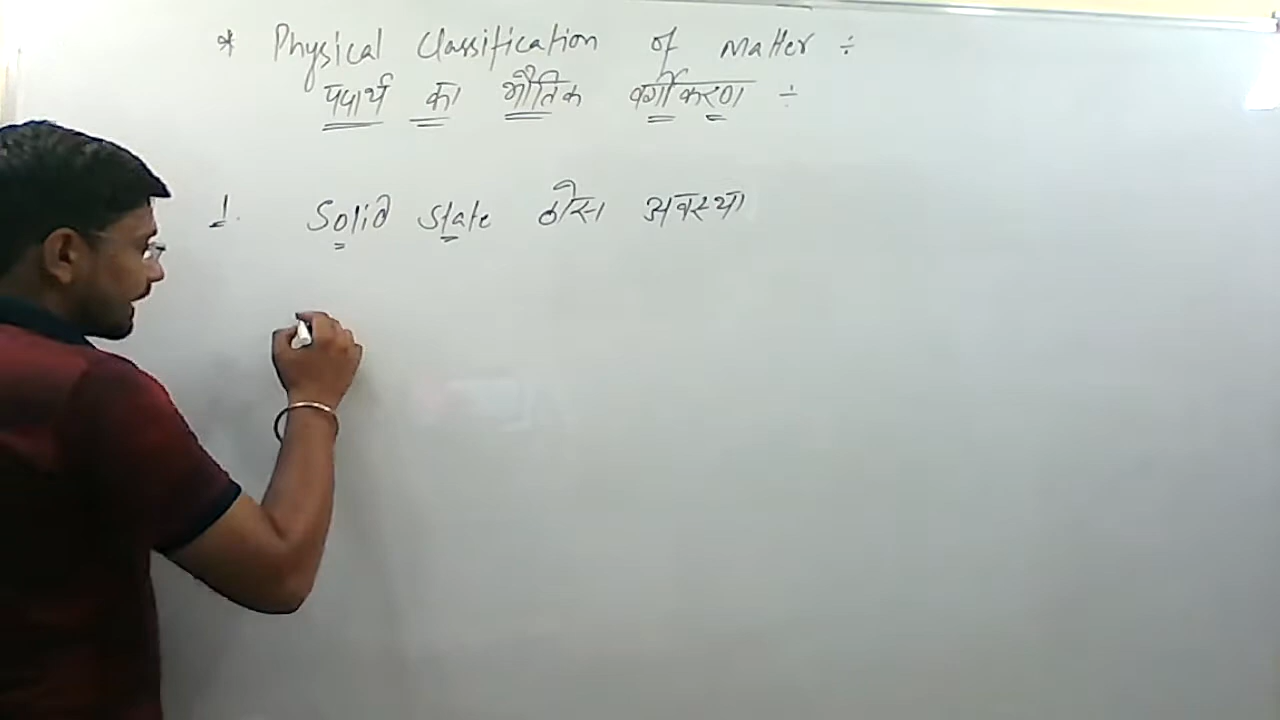 * Physical Classification of Matter ÷
पदार्थ का भौतिक वर्गीकरण ÷
1. Solid State ठोस अवस्था